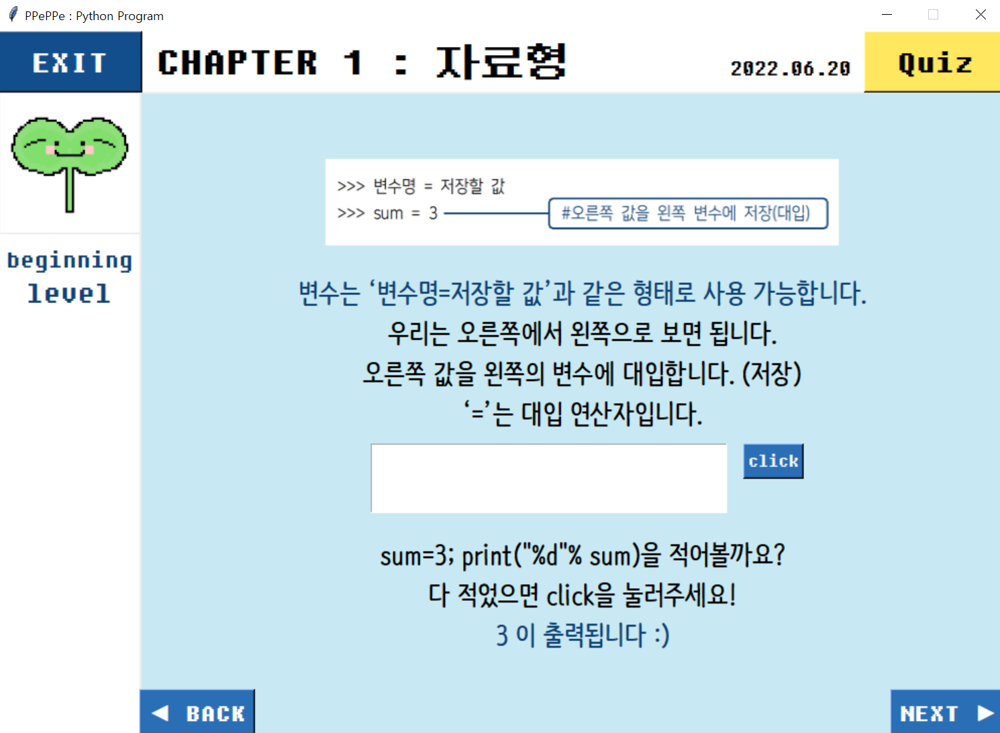 PPePPe : Python Program
EXIT
CHAPTER 1 : 자료형
2022.06.20
Quiz
beginning
level
>>> 변수명 = 저장할 값
>>> sum = 3
#오른쪽 값을 왼쪽 변수에 저장(대입)
변수는 ‘변수명=저장할 값’과 같은 형태로 사용 가능합니다.
우리는 오른쪽에서 왼쪽으로 보면 됩니다.
오른쪽 값을 왼쪽의 변수에 대입합니다. (저장)
‘=’는 대입 연산자입니다.
click
sum=3; print("%d"% sum)을 적어볼까요?
다 적었으면 click을 눌러주세요!
3 이 출력됩니다 :)
◀ BACK
NEXT ▶